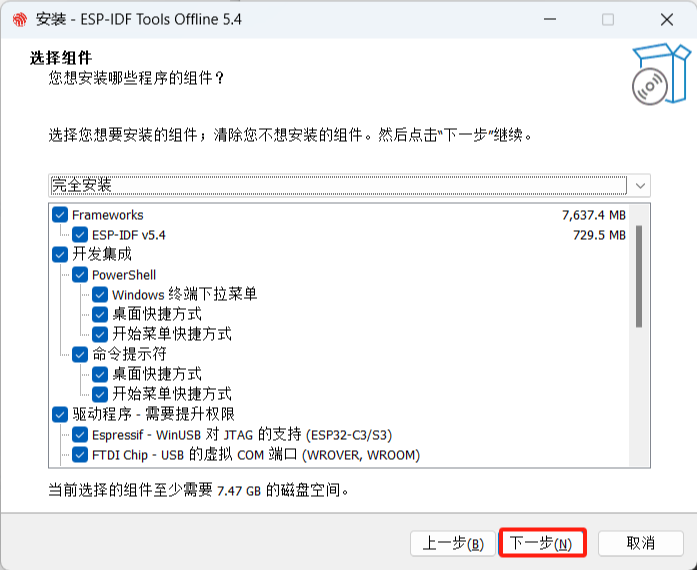 安装 - ESP-IDF Tools Offline 5.4
选择组件
您想安装哪些程序的组件？
选择您想要安装的组件；清除您不想安装的组件。然后点击“下一步”继续。
完全安装
Frameworks 7,637.4 MB
ESP-IDF v5.4 729.5 MB
开发集成
PowerShell
Windows 终端下拉菜单
桌面快捷方式
开始菜单快捷方式
命令提示符
桌面快捷方式
开始菜单快捷方式
驱动程序 - 需要提升权限
Espressif - WinUSB 对 JTAG 的支持 (ESP32-C3/S3)
FTDI Chip - USB 的虚拟 COM 端口 (WROVER, WROOM)
当前选择的组件至少需要 7.47 GB 的磁盘空间。
上一步(B) 下一步(N) 取消